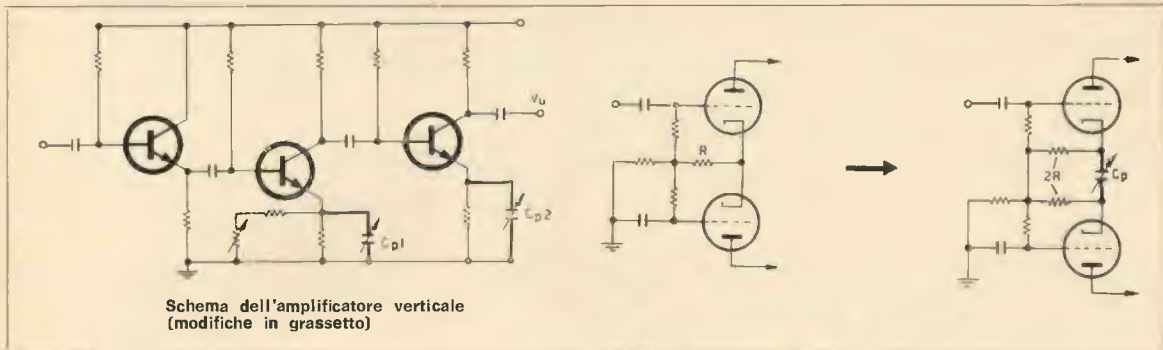 Vu
Cp1
Cp2
R
2R
Cp
Schema dell'amplificatore verticale
(modifiche in grassetto)